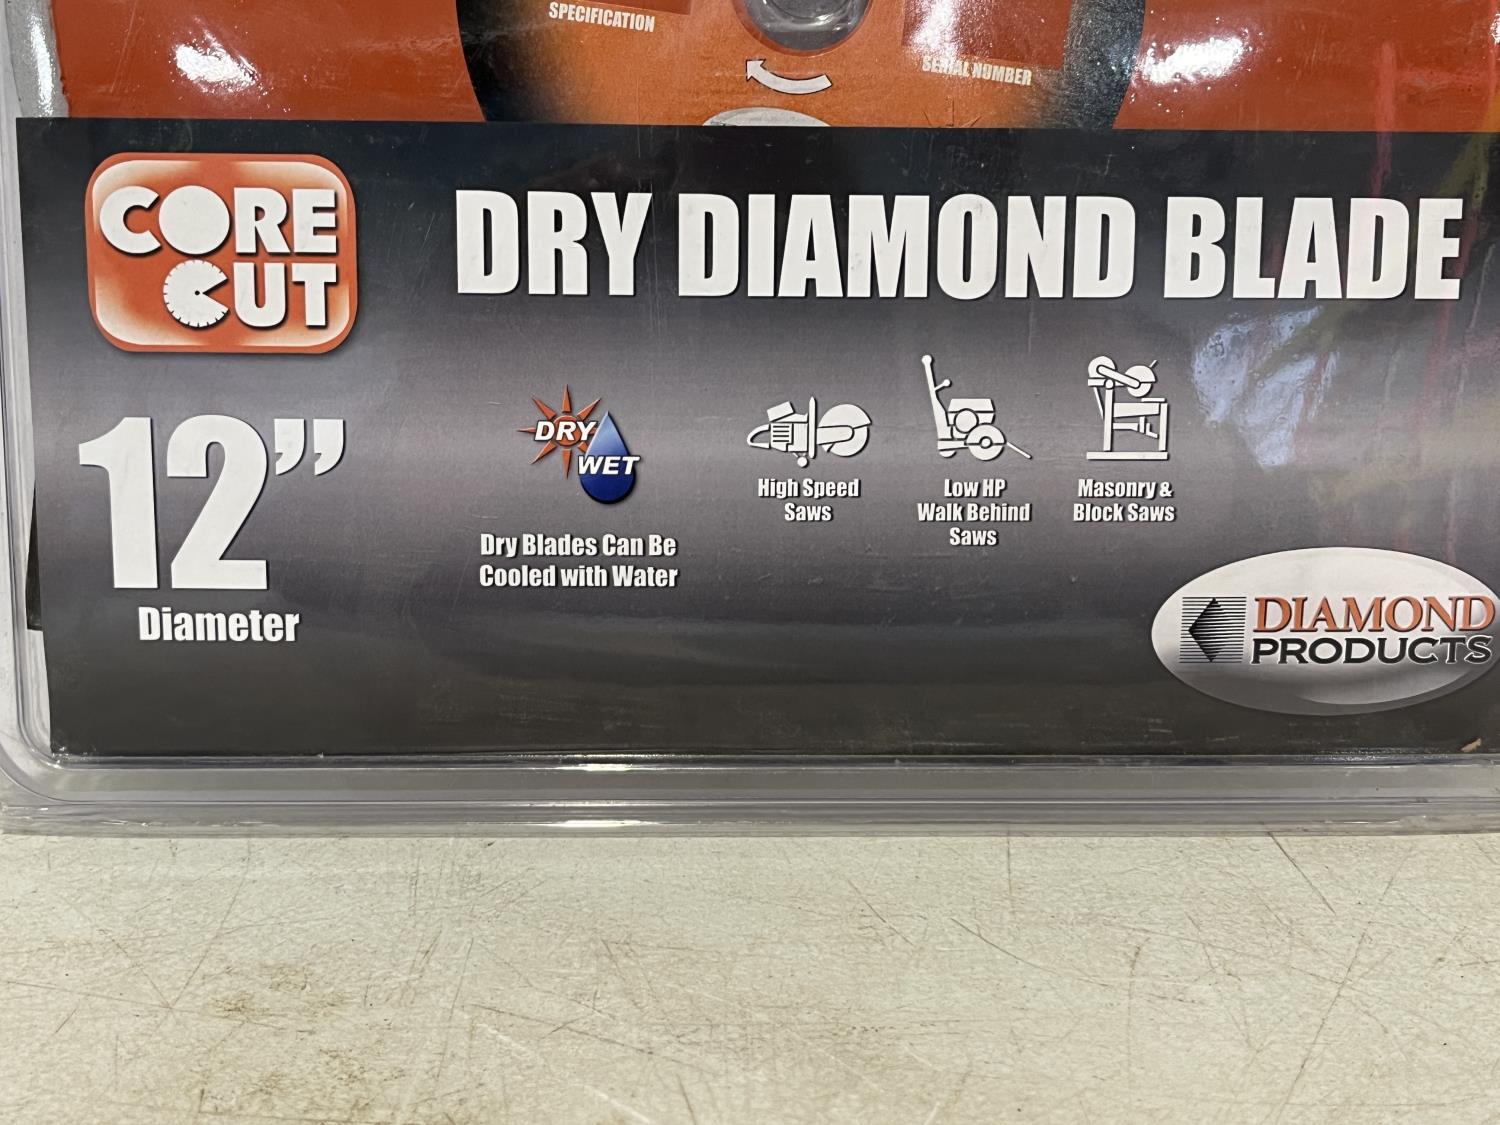 SPECIFICATION
SERIAL NUMBER
CORE
CUT
DRY DIAMOND BLADE
12”
Diameter
DRY
WET
Dry Blades Can Be
Cooled with Water
High Speed
Saws
Low HP
Walk Behind
Saws
Masonry &
Block Saws
DIAMOND
PRODUCTS